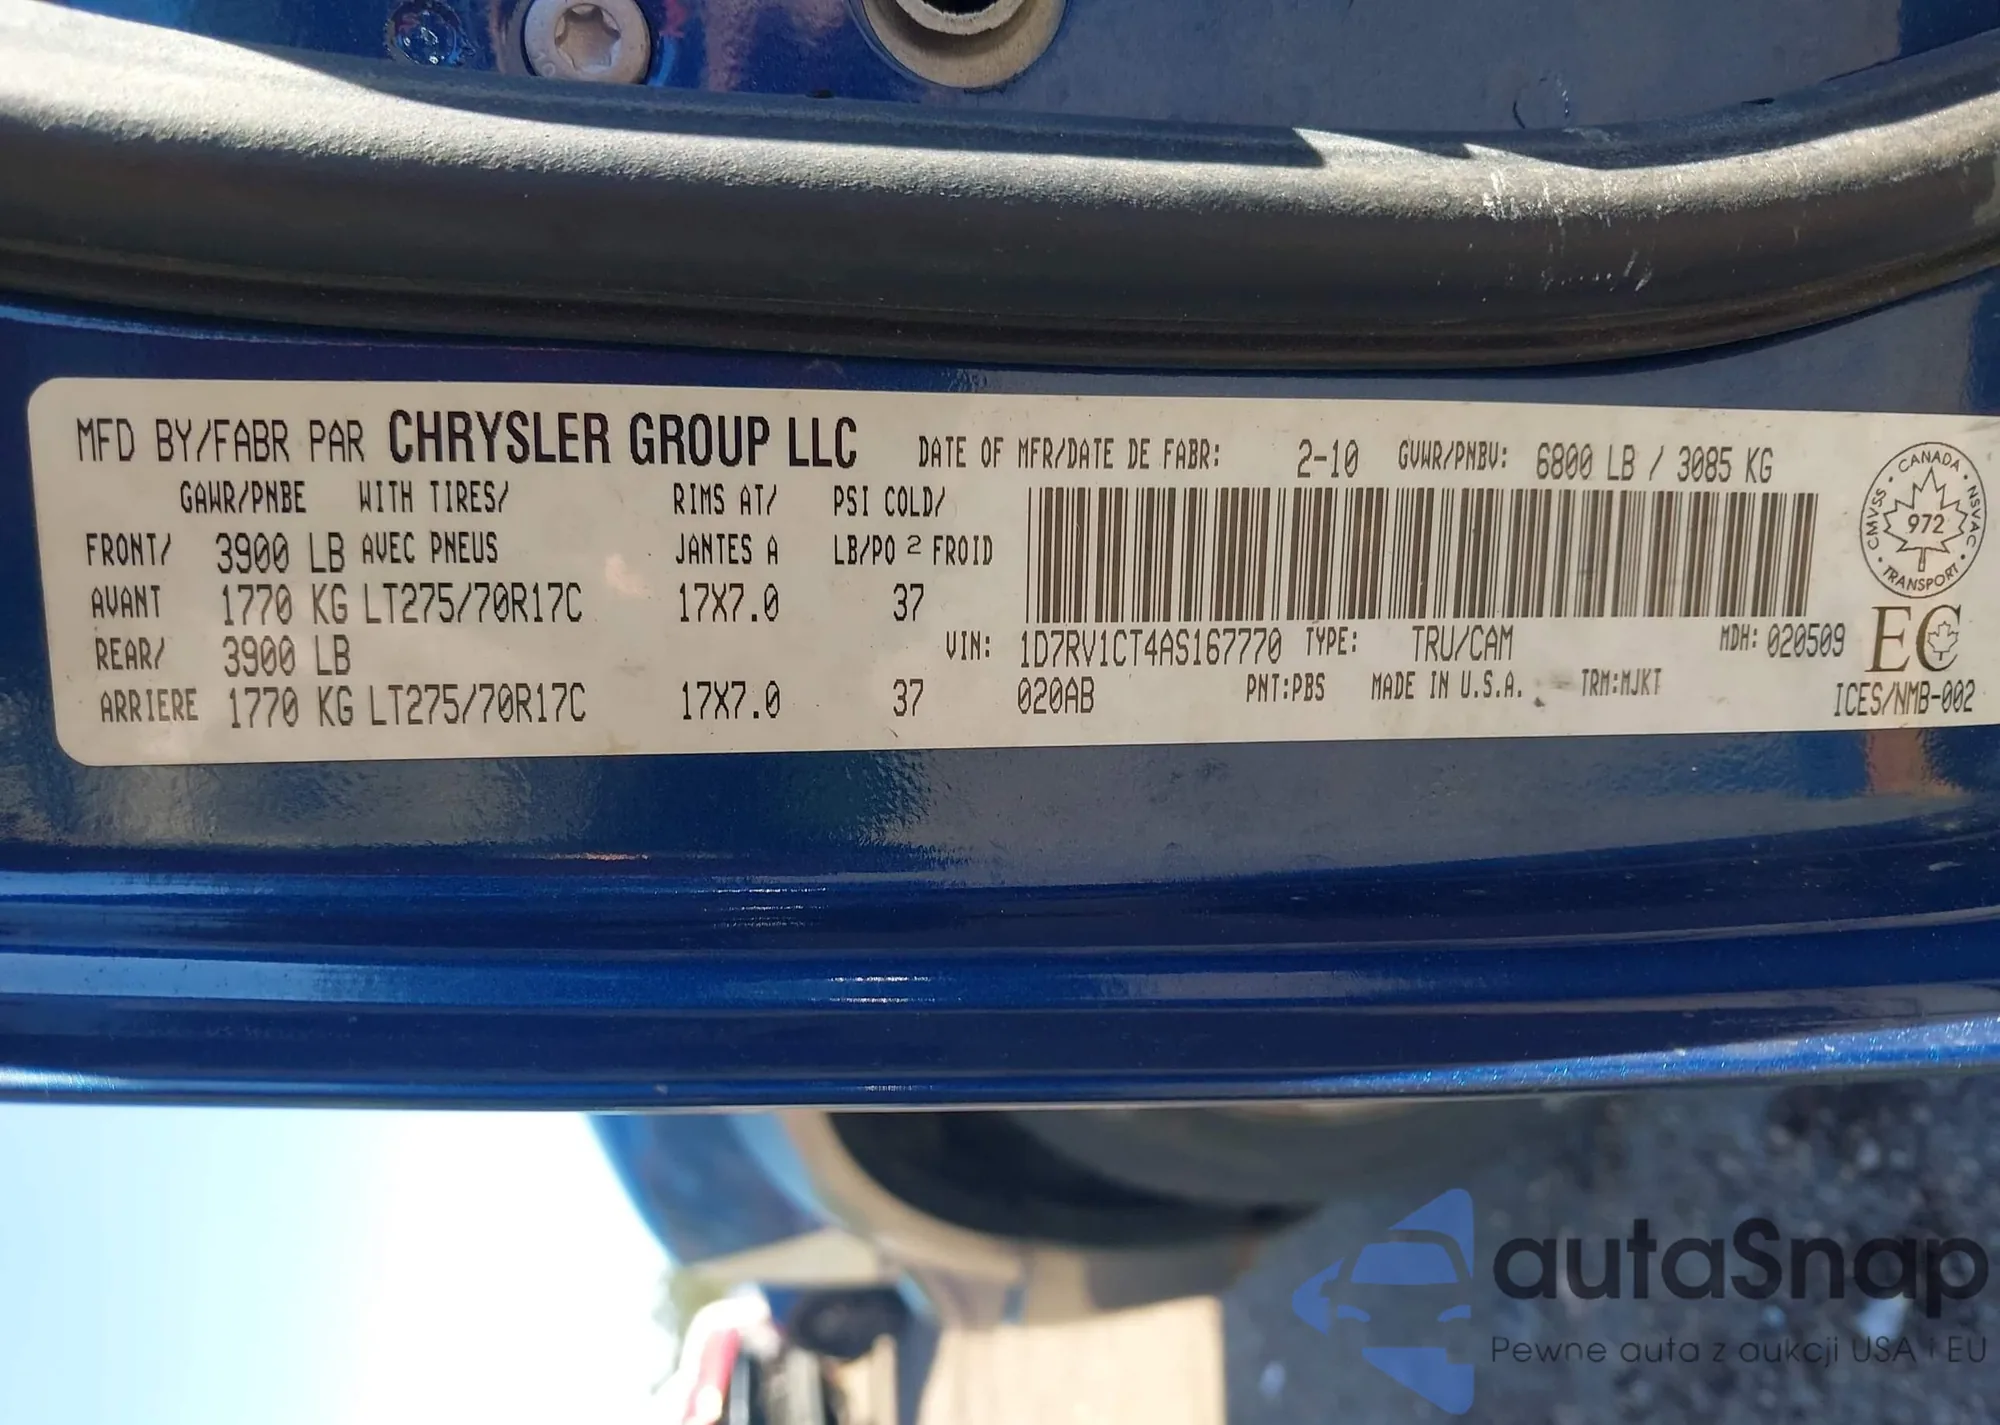 MFD BY/FABR PAR CHRYSLER GROUP LLC DATE OF MFR/DATE DE FABR: 2-10 GVWR/PNBV: 6800 LB / 3085 KG
GAWR/PNBE WITH TIRES/ RIMS AT/ PSI COLD/
FRONT/ 3900 LB AVEC PNEUS JANTES A LB/PO 2 FROID
AVANT 1770 KG LT275/70R17C 17X7.0 37
REAR/ 3900 LB VIN: 1D7RV1CT4AS167770 TYPE: TRU/CAM MDH: 020509
ARRIERE 1770 KG LT275/70R17C 17X7.0 37 020AB PNT:PBS MADE IN U.S.A. TRM:MJKT
CANADA
CMVSS 972 NSVAC
TRANSPORT
EC
ICES/NMB-002
autaSnap
Pewne auta z aukcji USA i EU